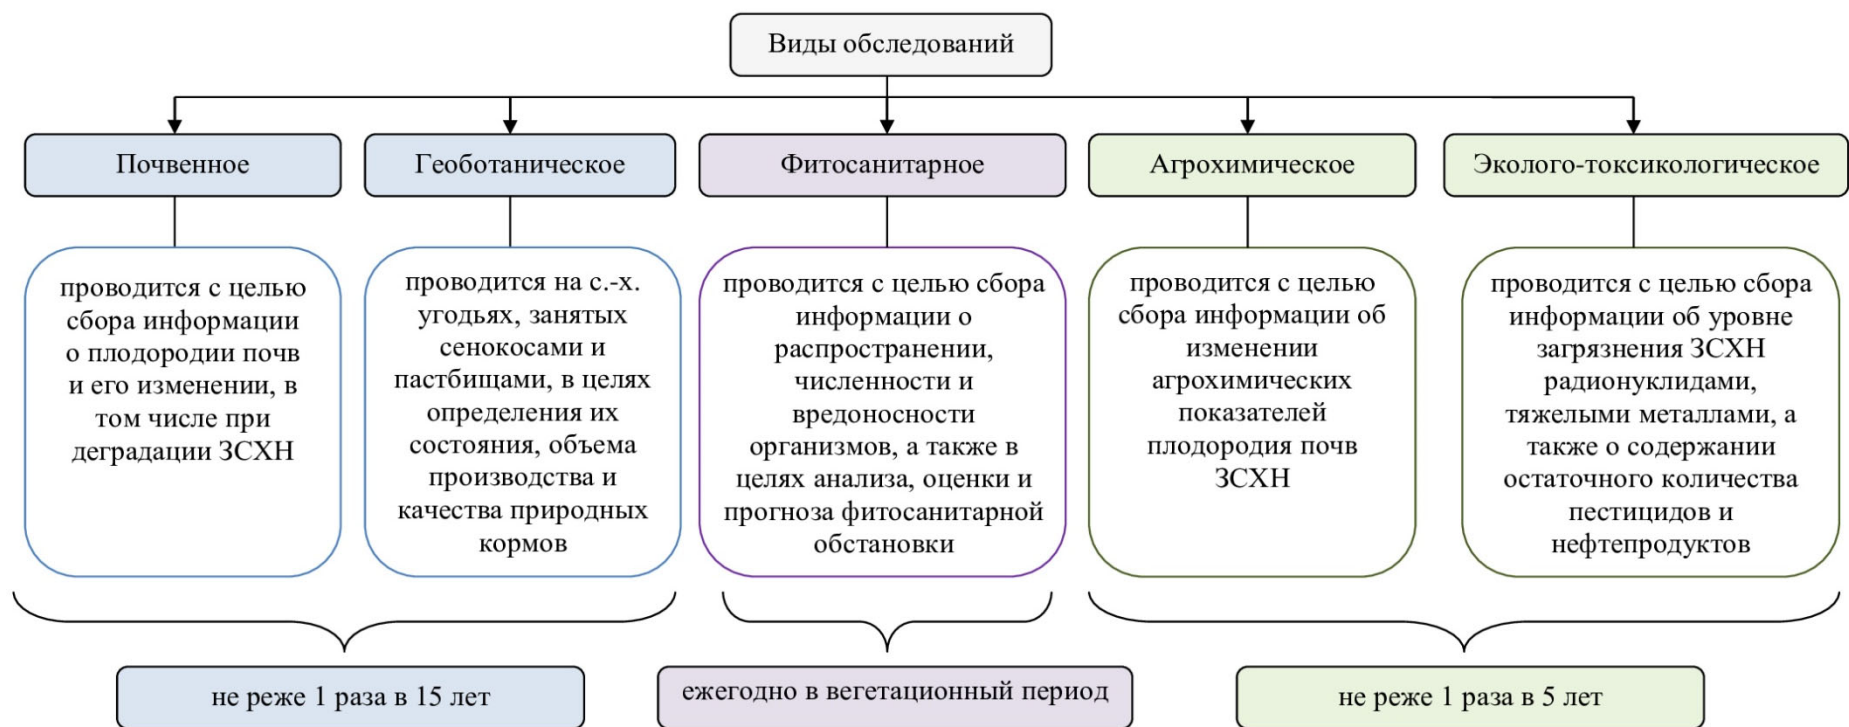 Виды обследований
Почвенное
Геоботаническое
Фитосанитарное
Агрохимическое
Эколого-токсикологическое
проводится с целью
сбора информации
о плодородии почв
и его изменении, в
том числе при
деградации ЗСХН
проводится на с.-х.
угодьях, занятых
сенокосами и
пастбищами, в целях
определения их
состояния, объема
производства и
качества природных
кормов
проводится с целью сбора
информации о
распространении,
численности и
вредоносности
организмов, а также в
целях анализа, оценки и
прогноза фитосанитарной
обстановки
проводится с целью
сбора информации об
изменении
агрохимических
показателей
плодородия почв
ЗСХН
проводится с целью сбора
информации об уровне
загрязнения ЗСХН
радионуклидами,
тяжелыми металлами, а
также о содержании
остаточного количества
пестицидов и
нефтепродуктов
не реже 1 раза в 15 лет
ежегодно в вегетационный период
не реже 1 раза в 5 лет